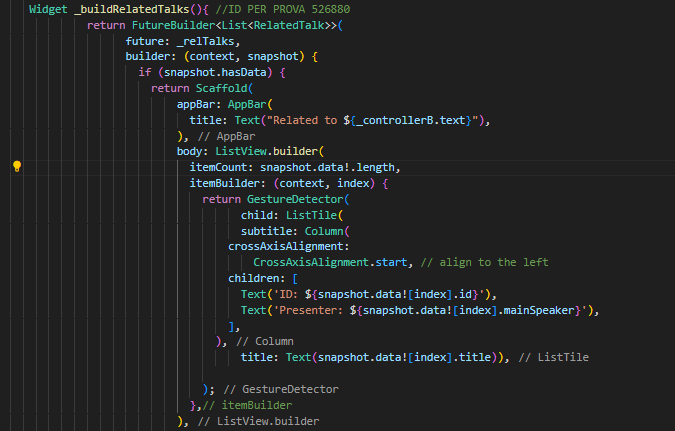 Widget _buildRelatedTalks(){ //ID PER PROVA 526880
return FutureBuilder<List<RelatedTalk>>(
future: _relTalks,
builder: (context, snapshot) {
if (snapshot.hasData) {
return Scaffold(
appBar: AppBar(
title: Text("Related to ${_controllerB.text}"),
), // AppBar
body: ListView.builder(
itemCount: snapshot.data!.length,
itemBuilder: (context, index) {
return GestureDetector(
child: ListTile(
subtitle: Column(
crossAxisAlignment:
CrossAxisAlignment.start, // align to the left
children: [
Text('ID: ${snapshot.data![index].id}'),
Text('Presenter: ${snapshot.data![index].mainSpeaker}'),
],
), // Column
title: Text(snapshot.data![index].title)), // ListTile
); // GestureDetector
},// itemBuilder
), // ListView.builder